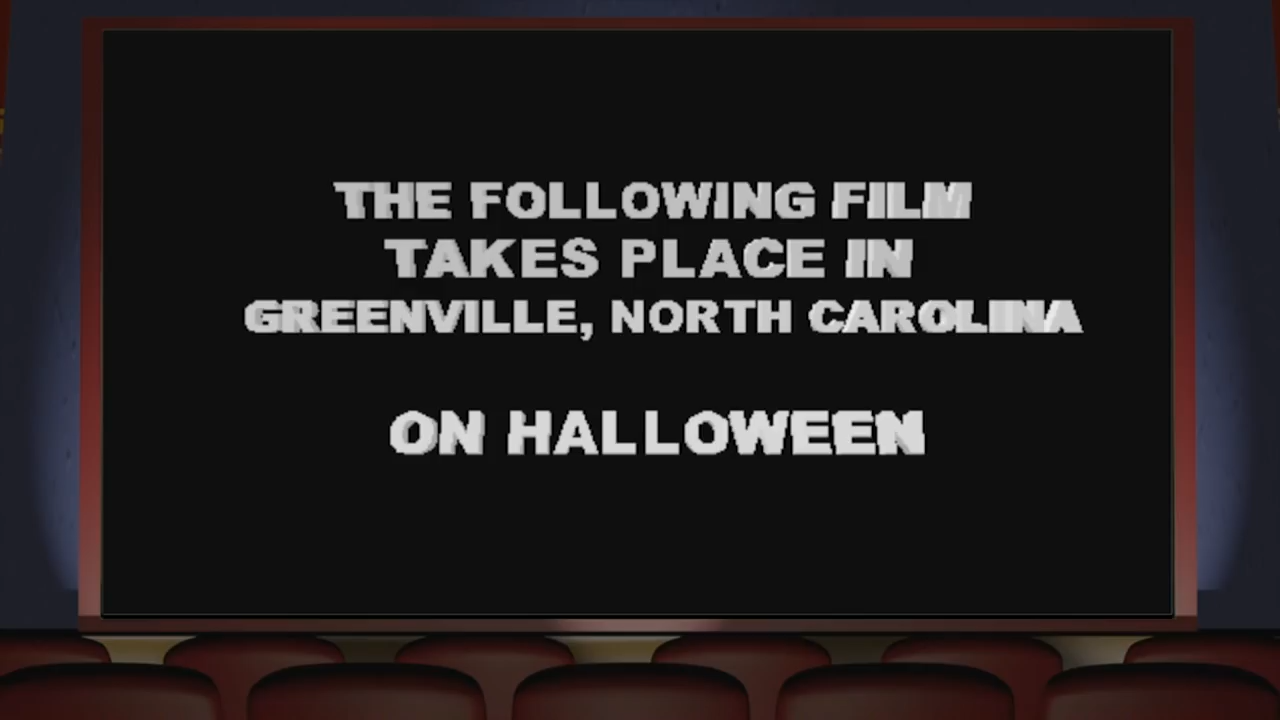 THE FOLLOWING FILM
TAKES PLACE IN
GREENVILLE, NORTH CAROLINA
ON HALLOWEEN